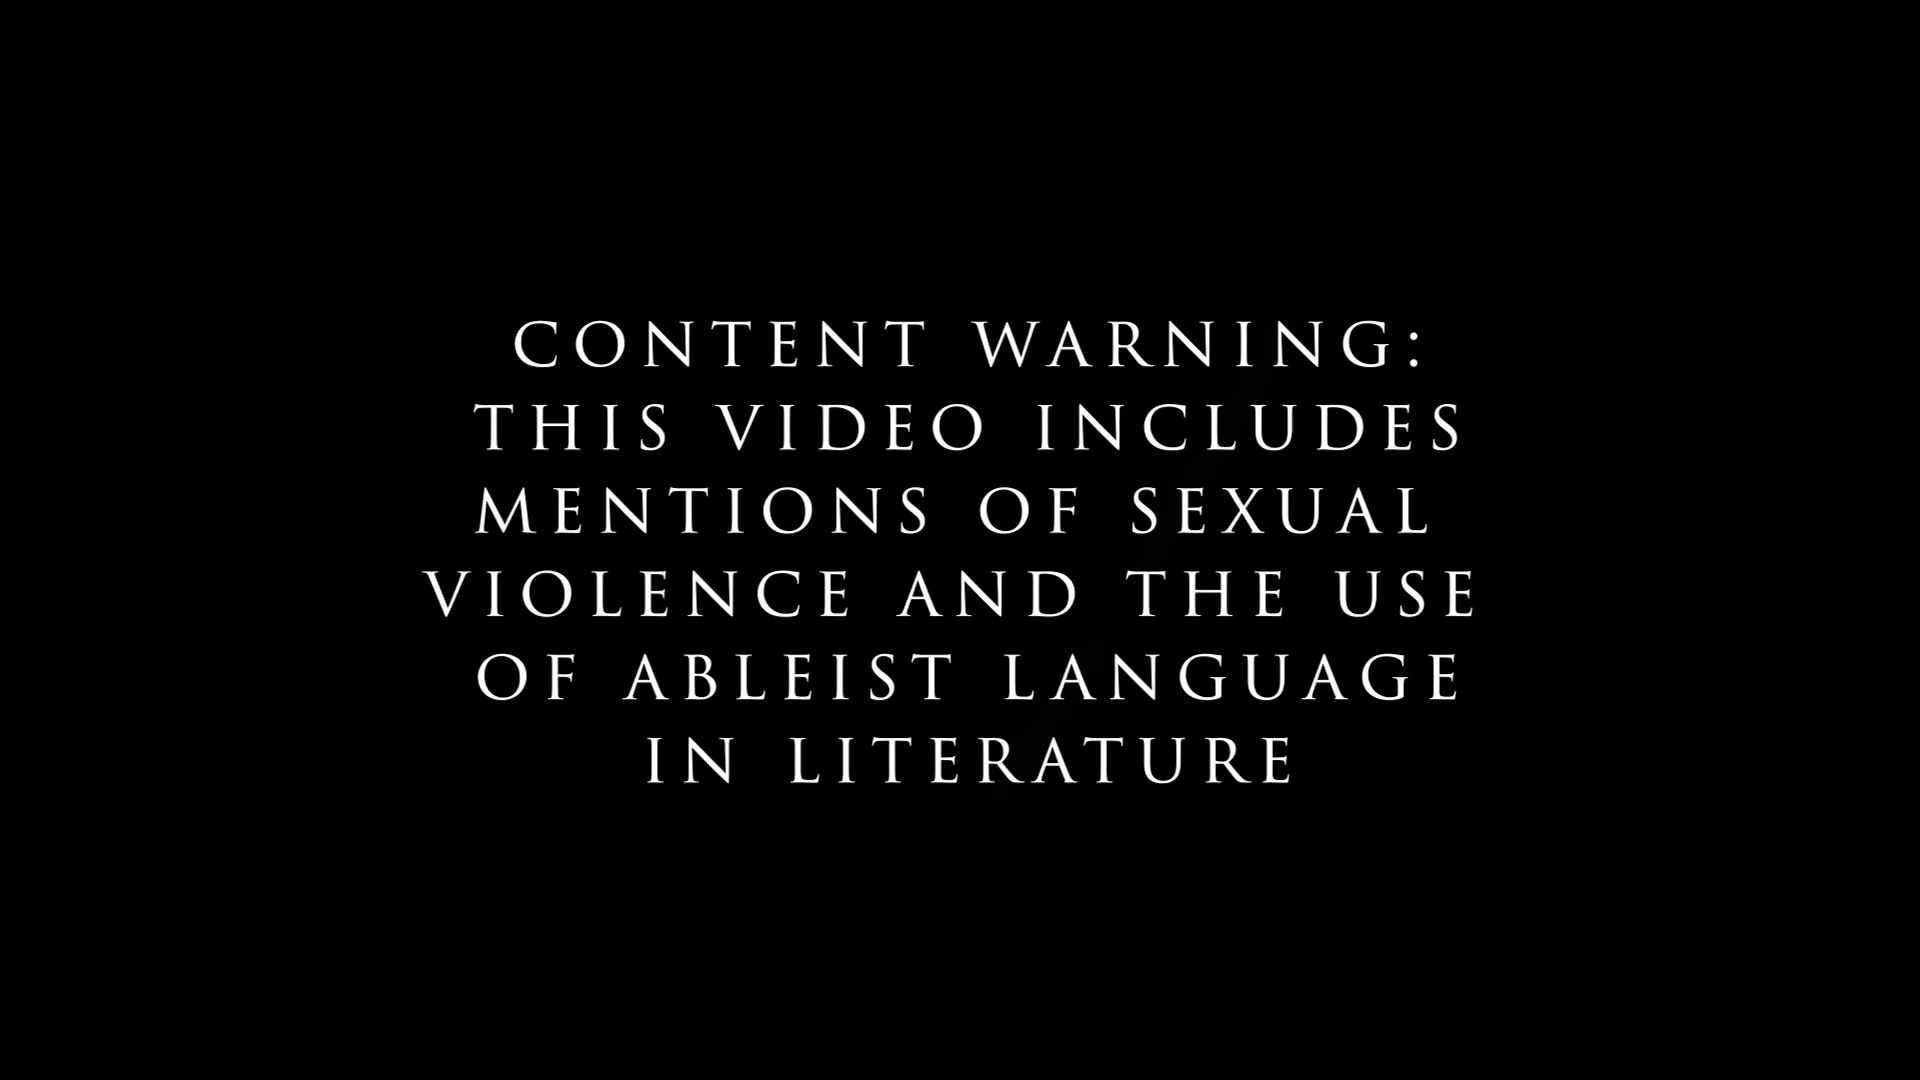 CONTENT WARNING:
THIS VIDEO INCLUDES
MENTIONS OF SEXUAL
VIOLENCE AND THE USE
OF ABLEIST LANGUAGE
IN LITERATURE